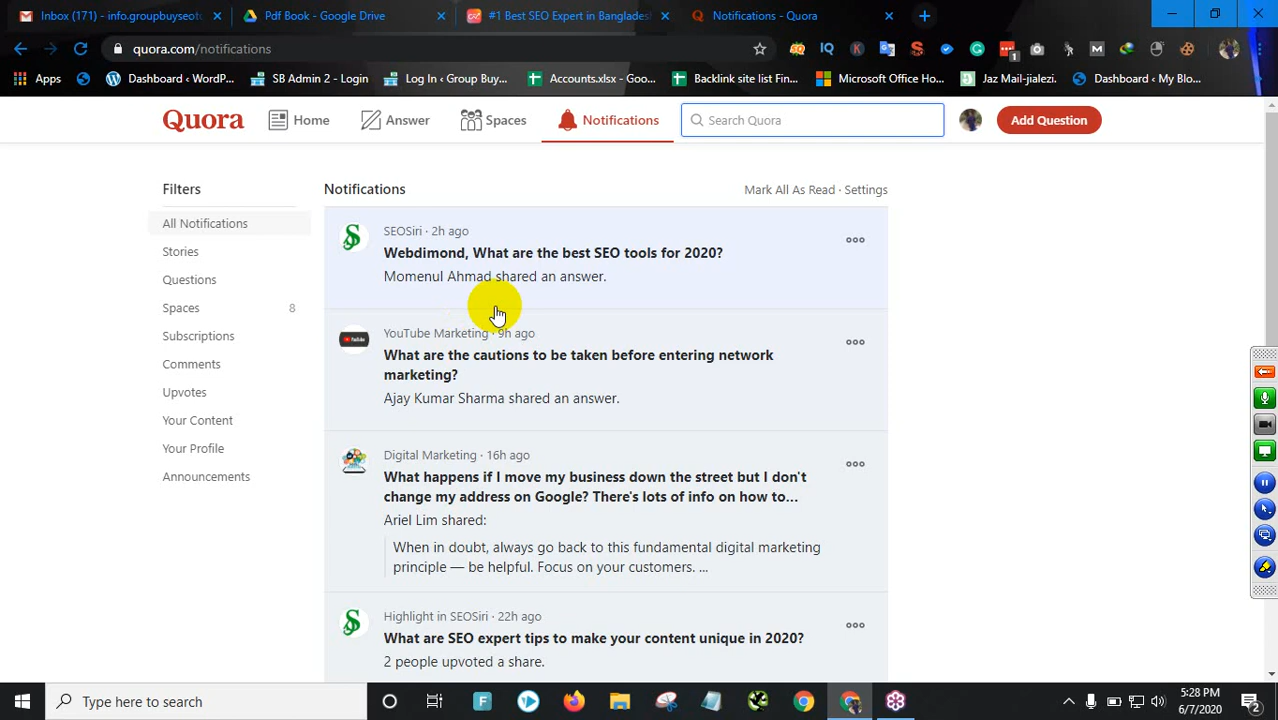 Inbox (171) - info.groupbuyseoto
Pdf Book - Google Drive
#1 Best SEO Expert in Bangladesh
Notifications - Quora
quora.com/notifications
1
Apps
Dashboard ‹ WordP...
SB Admin 2 - Login
Log In ‹ Group Buy...
Accounts.xlsx - Goo...
Backlink site list Fin...
Microsoft Office Ho...
Jaz Mail-jialezi.
Dashboard ‹ My Blo...
Quora
Home
Answer
Spaces
Notifications
Search Quora
Add Question
Filters
All Notifications
Stories
Questions
Spaces 8
Subscriptions
Comments
Upvotes
Your Content
Your Profile
Announcements
Notifications
Mark All As Read · Settings
SEOSiri · 2h ago
Webdimond, What are the best SEO tools for 2020?
Momenul Ahmad shared an answer.
YouTube Marketing · 9h ago
What are the cautions to be taken before entering network
marketing?
Ajay Kumar Sharma shared an answer.
Digital Marketing · 16h ago
What happens if I move my business down the street but I don't
change my address on Google? There's lots of info on how to...
Ariel Lim shared:
When in doubt, always go back to this fundamental digital marketing
principle — be helpful. Focus on your customers. ...
Highlight in SEOSiri · 22h ago
What are SEO expert tips to make your content unique in 2020?
2 people upvoted a share.
Type here to search
5:28 PM
6/7/2020
2